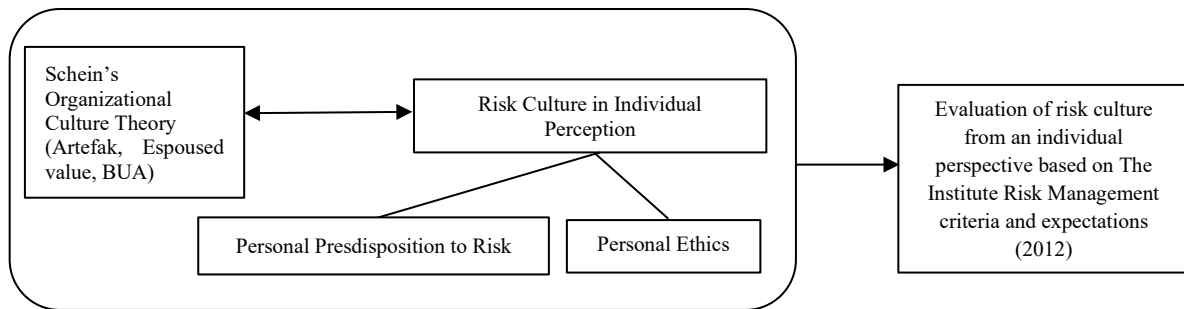 Schein's
Organizational
Culture Theory
(Artefak, Espoused
value, BUA)
Risk Culture in Individual
Perception
Personal Presdisposition to Risk
Personal Ethics
Evaluation of risk culture
from an individual
perspective based on The
Institute Risk Management
criteria and expectations
(2012)